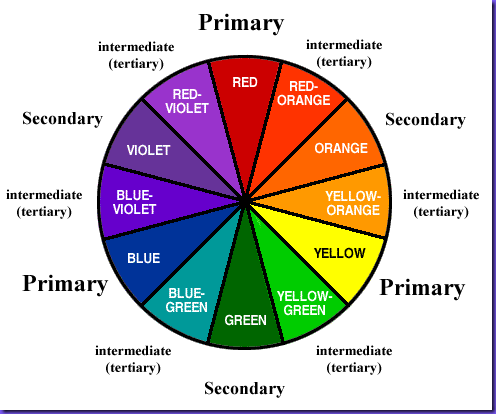 Primary
intermediate
(tertiary)
intermediate
(tertiary)
RED
RED-
VIOLET
RED-
ORANGE
Secondary
Secondary
VIOLET
ORANGE
intermediate
(tertiary)
BLUE-
VIOLET
YELLOW-
ORANGE
intermediate
(tertiary)
BLUE
YELLOW
Primary
Primary
BLUE-
GREEN
YELLOW-
GREEN
GREEN
intermediate
(tertiary)
intermediate
(tertiary)
Secondary